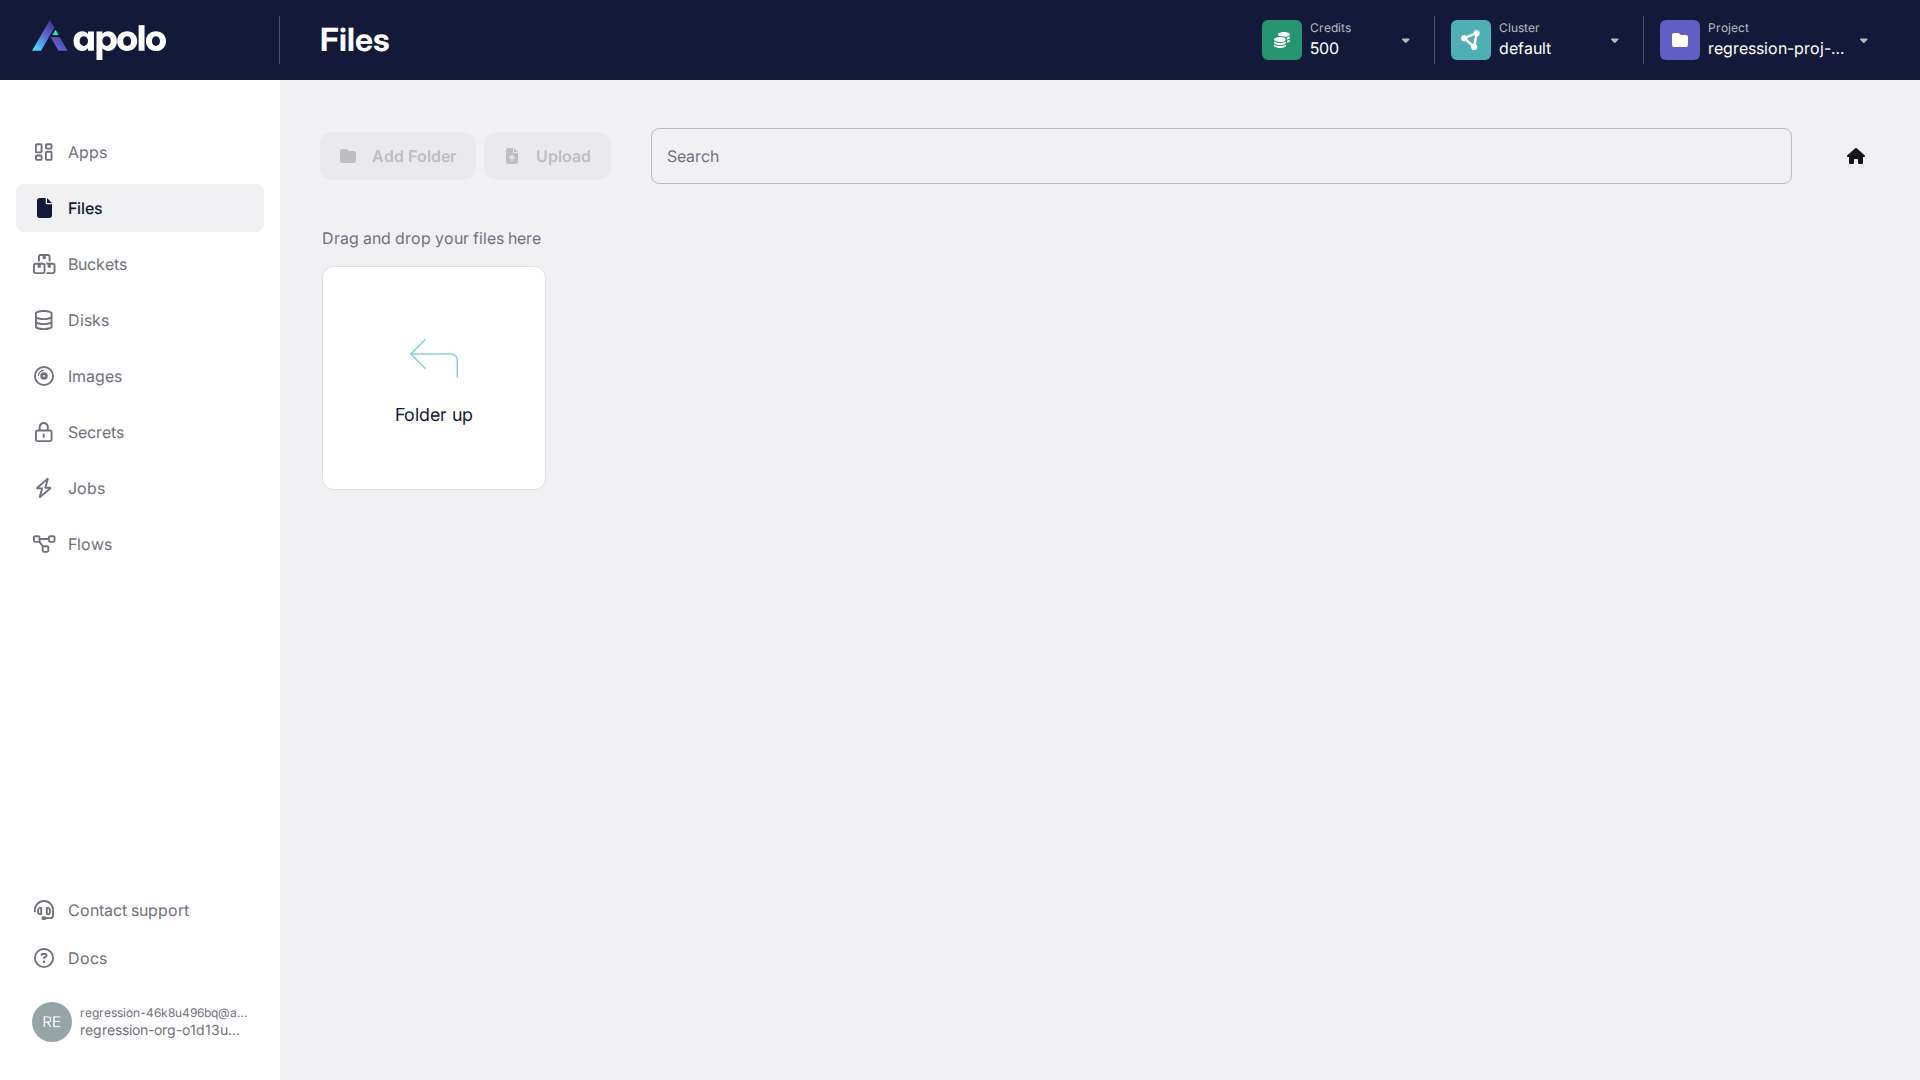 apolo
Files
Credits
500
Cluster
default
Project
regression-proj-...
Apps
Files
Buckets
Disks
Images
Secrets
Jobs
Flows
Add Folder
Upload
Search
Drag and drop your files here
Folder up
Contact support
Docs
RE
regression-46k8u496bq@a...
regression-org-o1d13u...